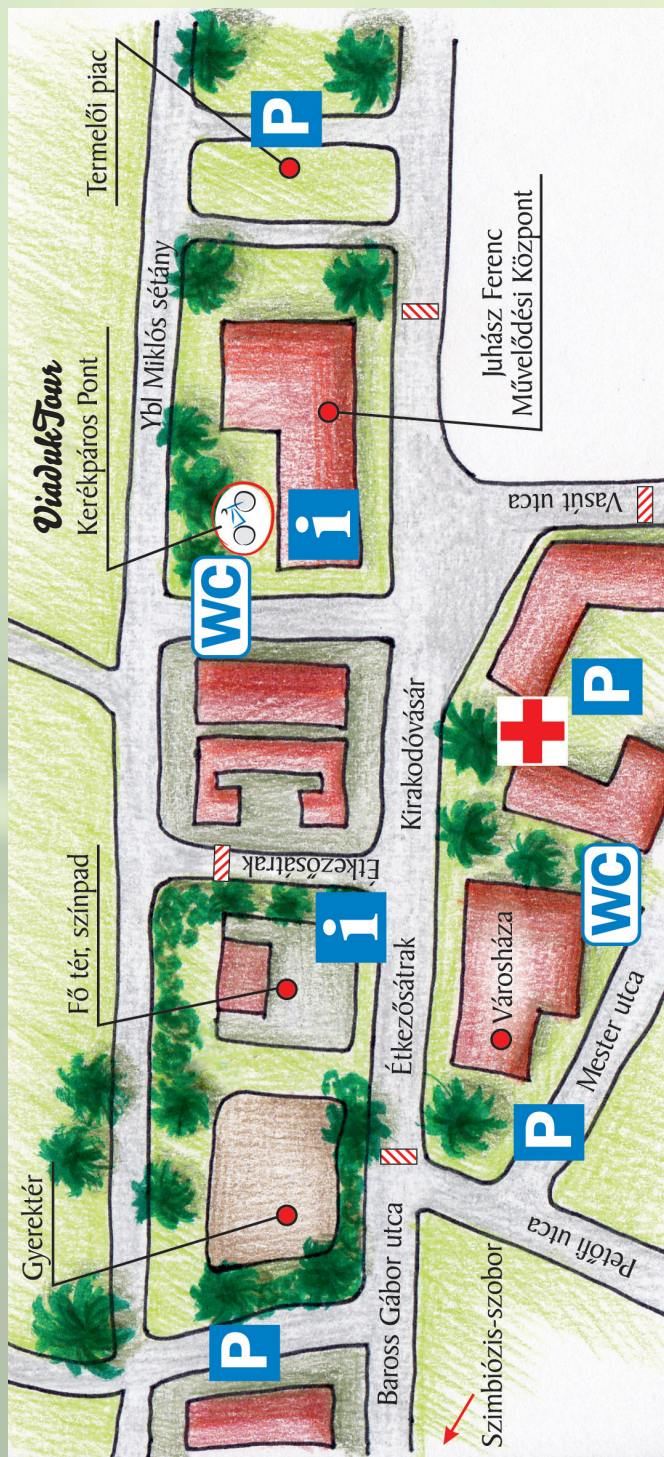 Gyerektér
Fő tér, színpad
ViadukTour
Kerékpáros Pont
Termelői piac
Ybl Miklós sétány
P
WC
i
P
Étkezősátrak
i
Baross Gábor utca
Étkezősátrak
Kirakodóvásár
Juhász Ferenc
Művelődési Központ
Szimbiózis-szobor
Petőfi utca
P
Mester utca
Városháza
WC
P
Vasút utca